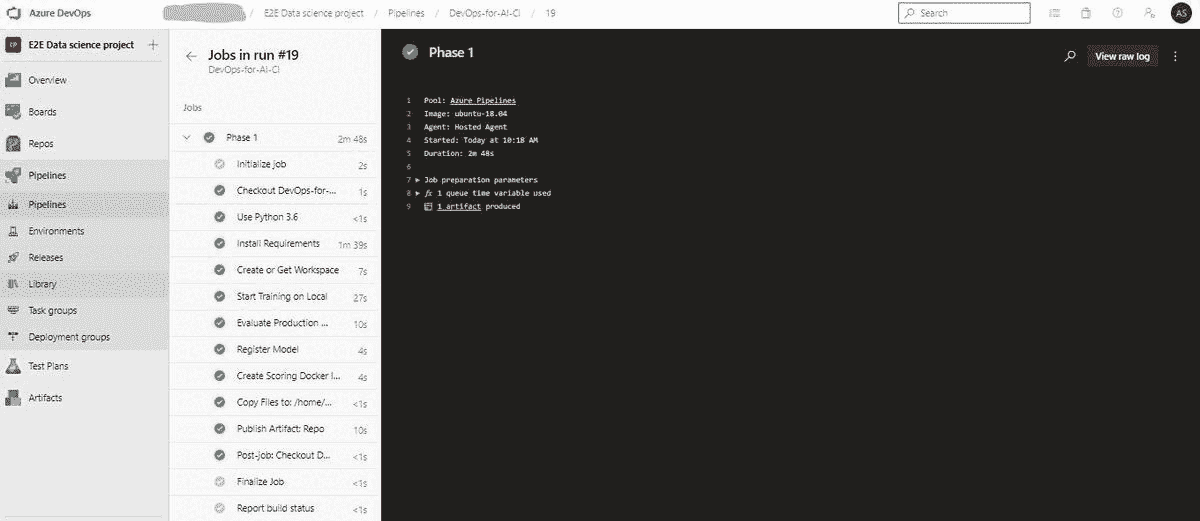 Azure DevOps
/ E2E Data science project / Pipelines / DevOps-for-AI-CI / 19
Search
AS
EP E2E Data science project
Overview
Boards
Repos
Pipelines
Pipelines
Environments
Releases
Library
Task groups
Deployment groups
Test Plans
Artifacts
Jobs in run #19
DevOps-for-AI-CI
Jobs
Phase 1 2m 48s
Initialize job 2s
Checkout DevOps-for-... 1s
Use Python 3.6 <1s
Install Requirements 1m 39s
Create or Get Workspace 7s
Start Training on Local 27s
Evaluate Production ... 10s
Register Model 4s
Create Scoring Docker I... 4s
Copy Files to: /home/... <1s
Publish Artifact: Repo 10s
Post-job: Checkout D... <1s
Finalize Job <1s
Report build status <1s
Phase 1
View raw log
1 Pool: Azure Pipelines
2 Image: ubuntu-18.04
3 Agent: Hosted Agent
4 Started: Today at 10:18 AM
5 Duration: 2m 48s
6
7 Job preparation parameters
8 fx 1 queue time variable used
9 1 artifact produced